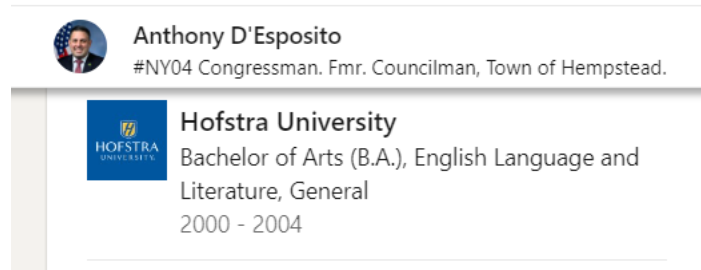 Anthony D'Esposito
#NY04 Congressman. Fmr. Councilman, Town of Hempstead.
HOFSTRA
UNIVERSITY.
Hofstra University
Bachelor of Arts (B.A.), English Language and
Literature, General
2000 - 2004